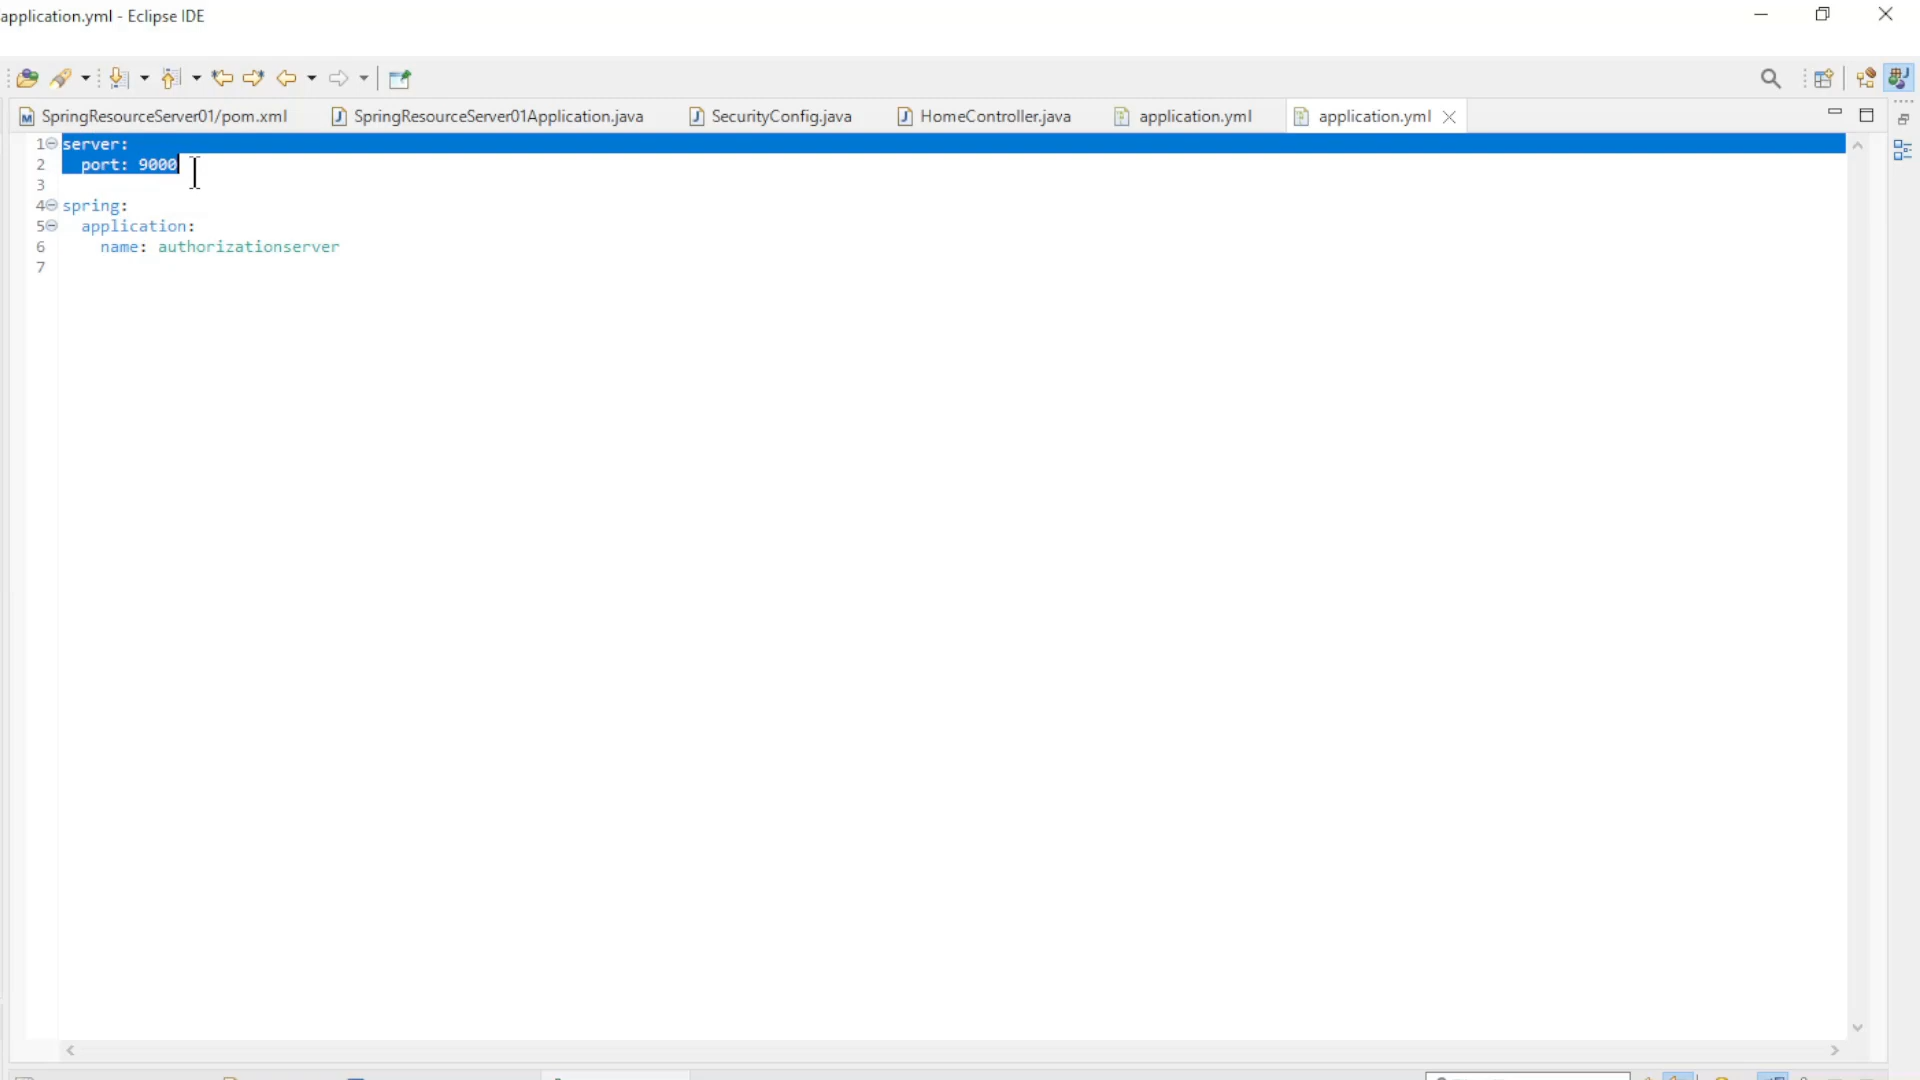 application.yml - Eclipse IDE
SpringResourceServer01/pom.xml
SpringResourceServer01Application.java
SecurityConfig.java
HomeController.java
application.yml
application.yml
1 server:
2 port: 9000
3
4 spring:
5 application:
6 name: authorizationserver
7